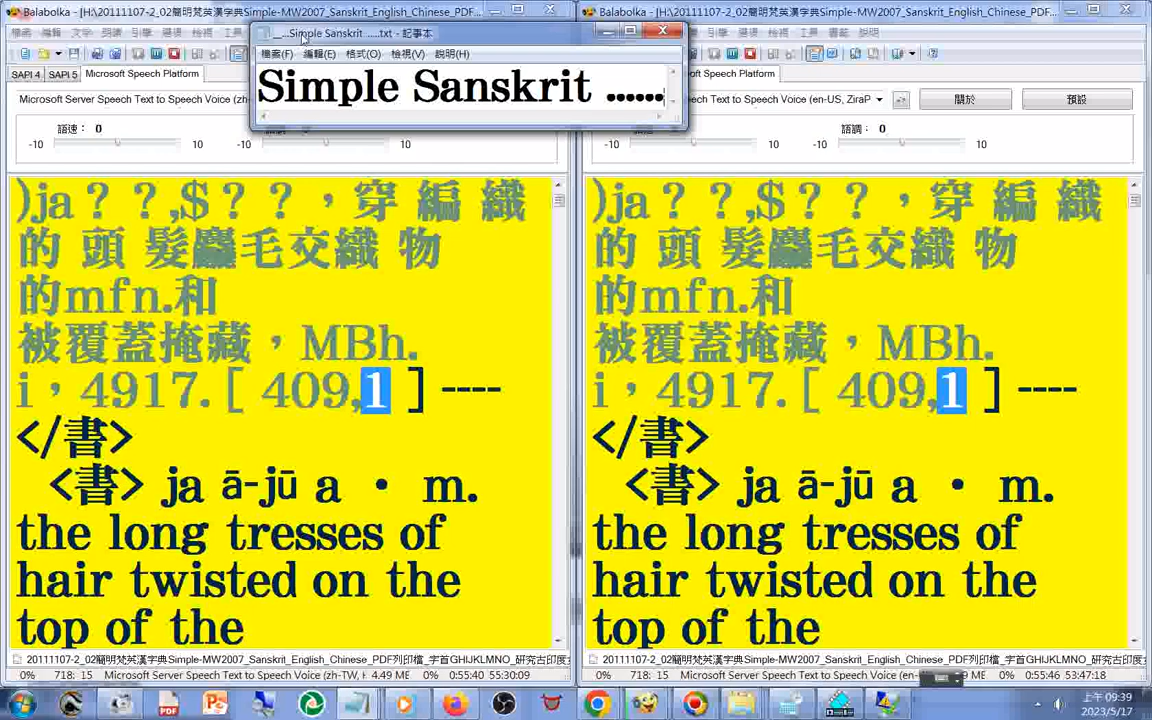 Balabolka - [H:\20111107-2_02簡明梵英漢字典Simple-MW2007_Sanskrit_English_Chinese_PDF...
Balabolka - [H:\20111107-2_02簡明梵英漢字典Simple-MW2007_Sanskrit_English_Chinese_PDF...
__...Simple Sanskrit .....txt - 記事本
檔案(F) 編輯(E) 格式(O) 檢視(V) 說明(H)
Simple Sanskrit ......
SAPI 4 SAPI 5 Microsoft Speech Platform
Speech Platform
Microsoft Server Speech Text to Speech Voice (zh-
Speech Text to Speech Voice (en-US, ZiraP
關於 預設
語速： 0
語調： 0
-10 10 10
-10 10 -10 10
)ja？？,$？？，穿 編 織
的 頭 髮麤毛交織 物
的mfn.和
被覆蓋掩藏，MBh.
i，4917. [ 409,1 ] ----
</書>
<書> ja ā-jū a • m.
the long tresses of
hair twisted on the
top of the
)ja？？,$？？，穿 編 織
的 頭 髮麤毛交織 物
的mfn.和
被覆蓋掩藏，MBh.
i，4917. [ 409,1 ] ----
</書>
<書> ja ā-jū a • m.
the long tresses of
hair twisted on the
top of the
20111107-2_02簡明梵英漢字典Simple-MW2007_Sanskrit_English_Chinese_PDF列印檔_字首GHIJKLMNO_研究古印度
20111107-2_02簡明梵英漢字典Simple-MW2007_Sanskrit_English_Chinese_PDF列印檔_字首GHIJKLMNO_研究古印度
0% 718: 15 Microsoft Server Speech Text to Speech Voice (zh-TW, H 4.49 MB 0% 0:55:40 55:30:09
718: 15 Microsoft Server Speech Text to Speech Voice (en- 9 MB 0% 0:55:46 53:47:18
上午 09:39
2023/5/17